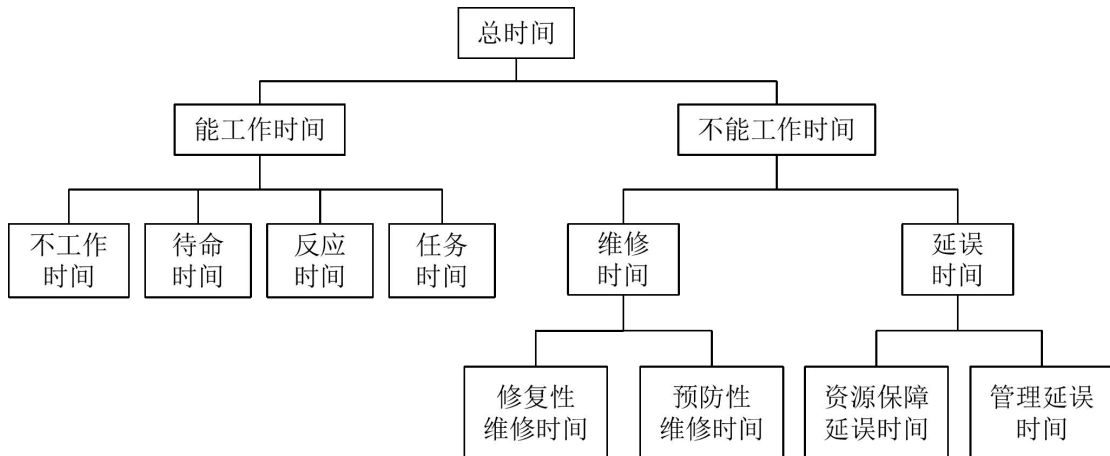 总时间
能工作时间
不能工作时间
不工作
时间
待命
时间
反应
时间
任务
时间
维修
时间
延误
时间
修复性
维修时间
预防性
维修时间
资源保障
延误时间
管理延误
时间